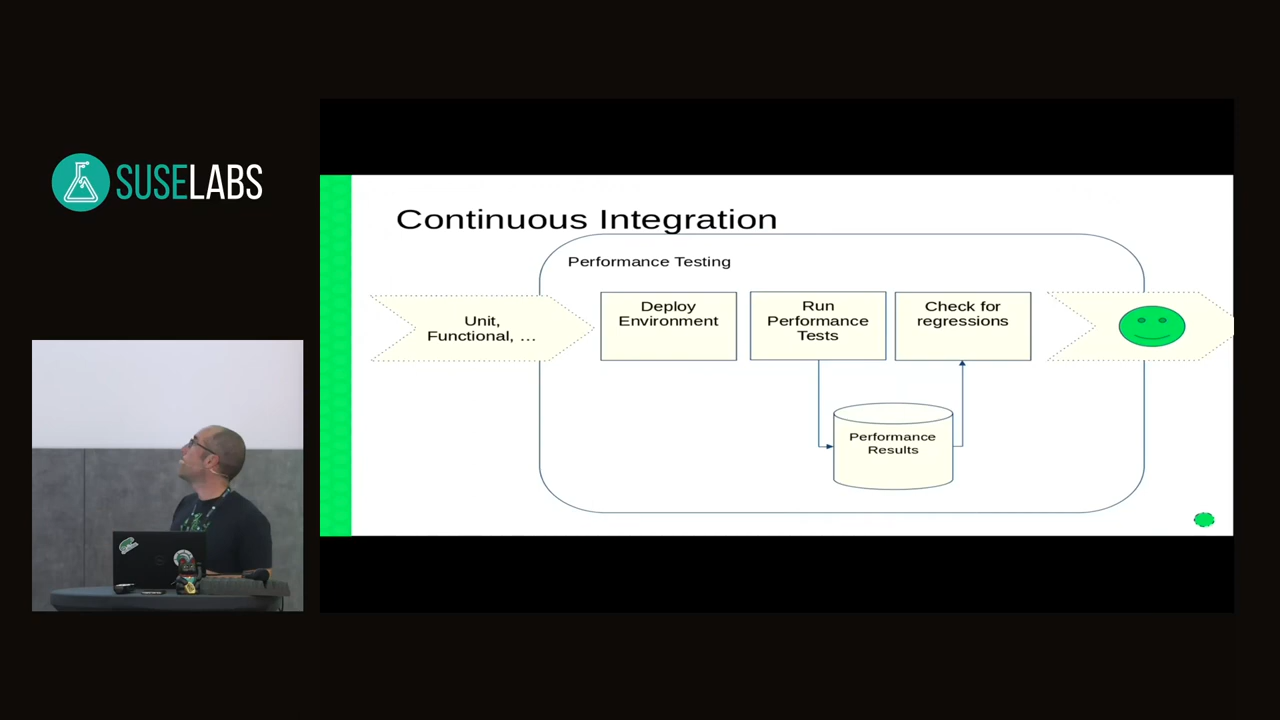 SUSELABS
Continuous Integration
Performance Testing
Unit,
Functional, …
Deploy
Environment
Run
Performance
Tests
Check for
regressions
Performance
Results